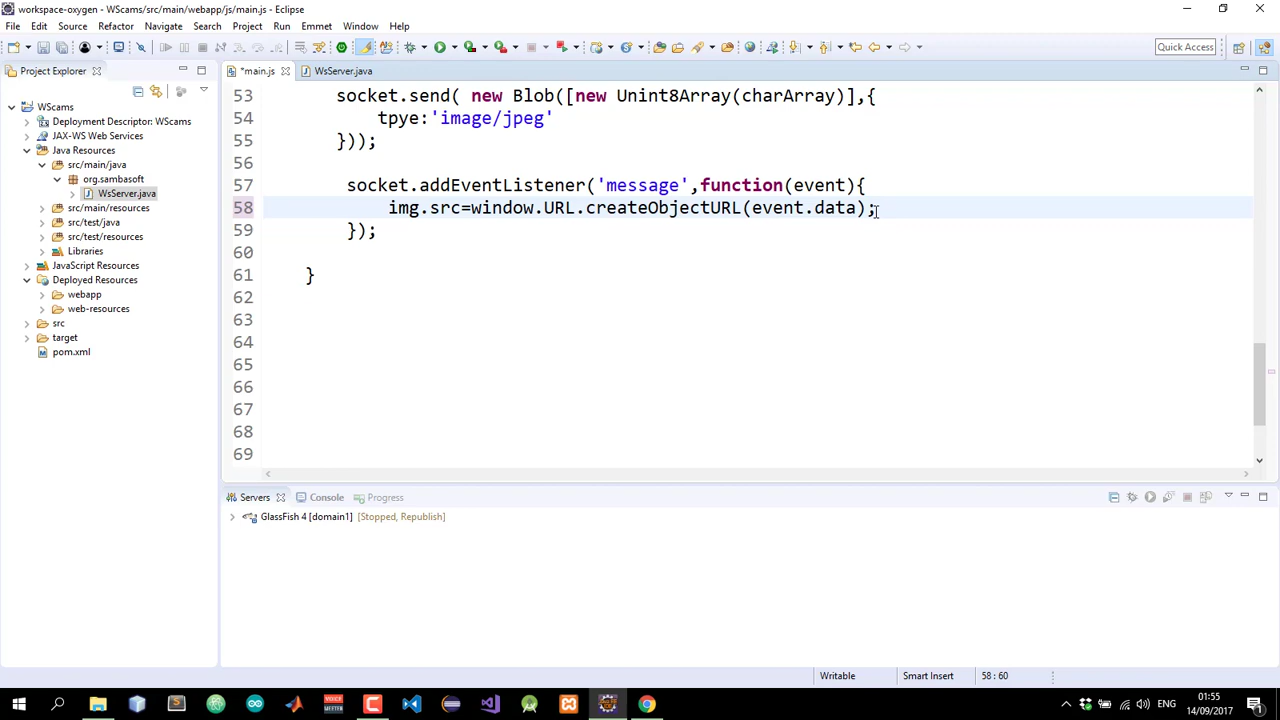 workspace-oxygen - WScams/src/main/webapp/js/main.js - Eclipse
File Edit Source Refactor Navigate Search Project Run Emmet Window Help
Quick Access
Project Explorer
*main.js
WsServer.java
WScams
Deployment Descriptor: WScams
JAX-WS Web Services
Java Resources
src/main/java
org.sambasoft
WsServer.java
src/main/resources
src/test/java
src/test/resources
Libraries
JavaScript Resources
Deployed Resources
webapp
web-resources
src
target
pom.xml
53 socket.send( new Blob([new Unint8Array(charArray)],{
54 tpye:'image/jpeg'
55 }));
56
57 socket.addEventListener('message',function(event){
58 img.src=window.URL.createObjectURL(event.data);
59 });
60
61 }
62
63
64
65
66
67
68
69
Servers
Console
Progress
GlassFish 4 [domain1] [Stopped, Republish]
Writable
Smart Insert
58 : 60
ENG
01:55
14/09/2017